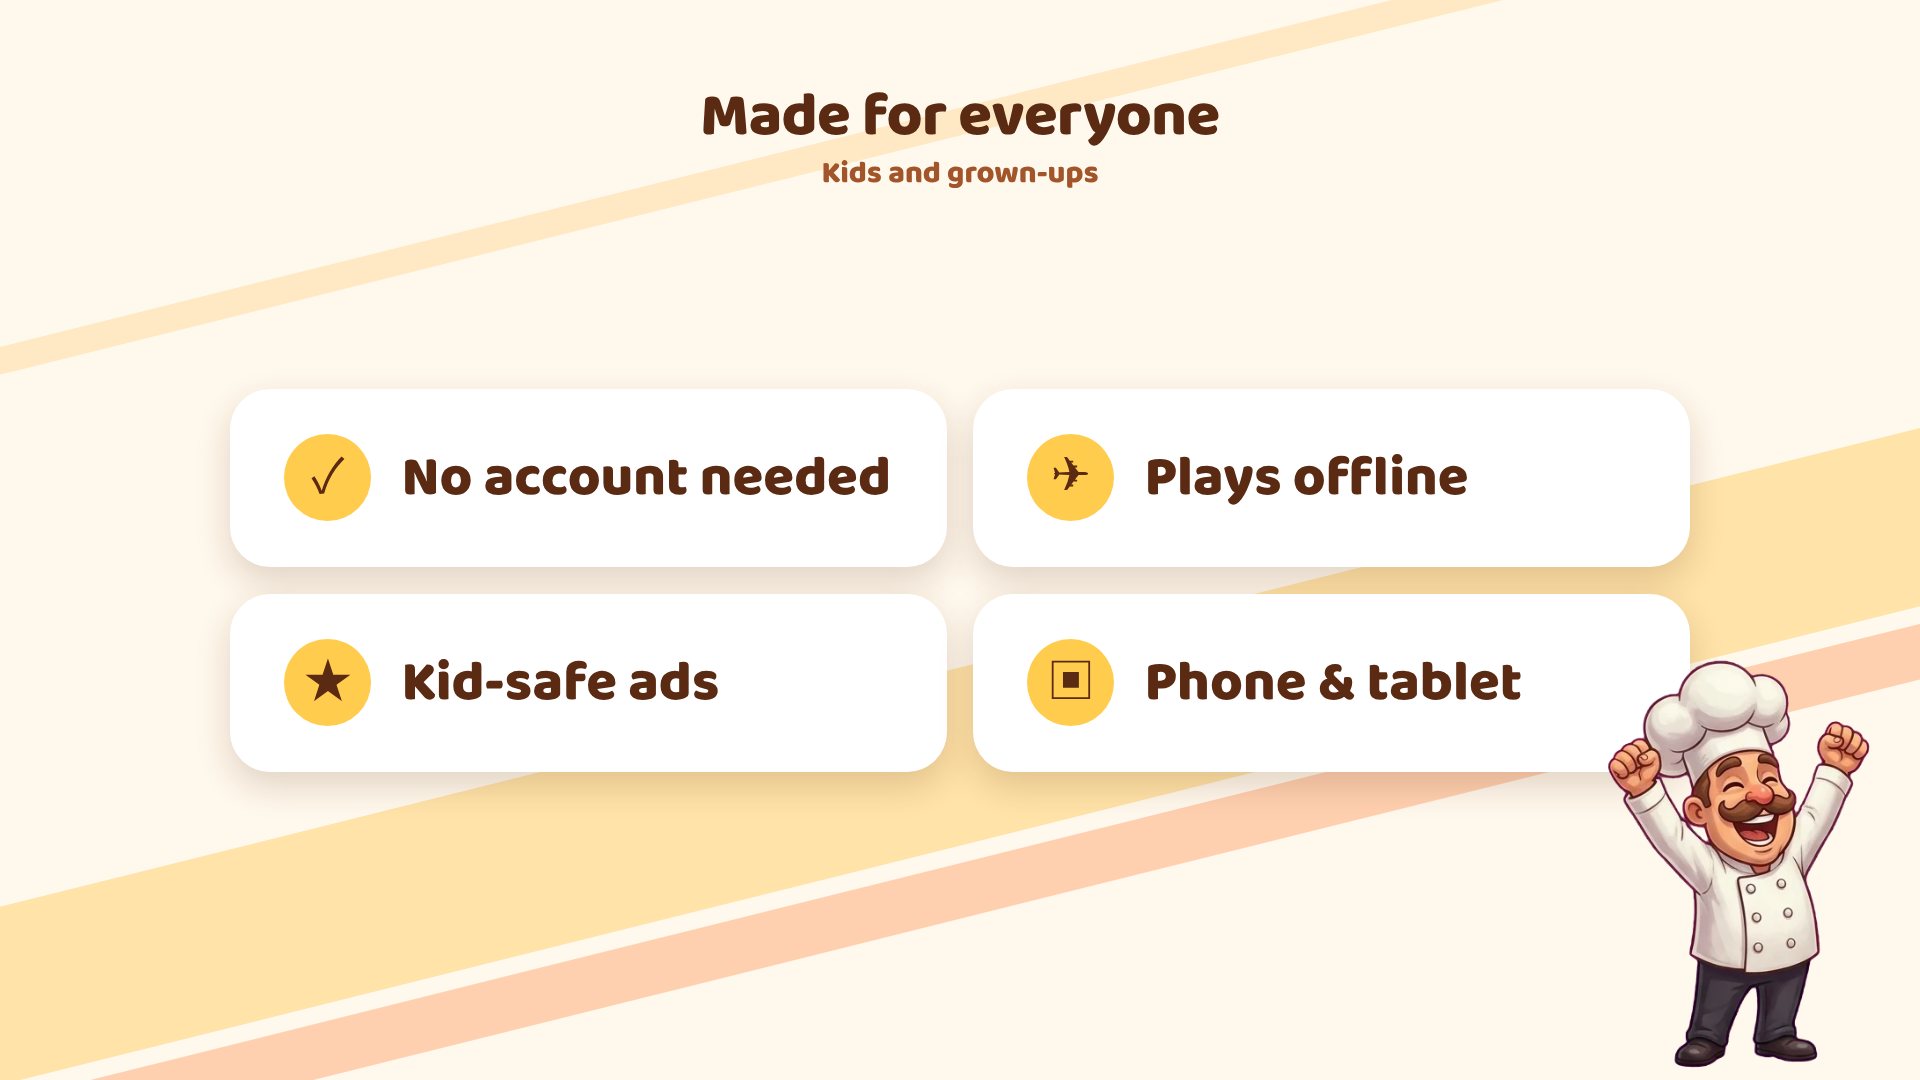 Made for everyone
Kids and grown-ups
No account needed
Plays offline
Kid-safe ads
Phone & tablet